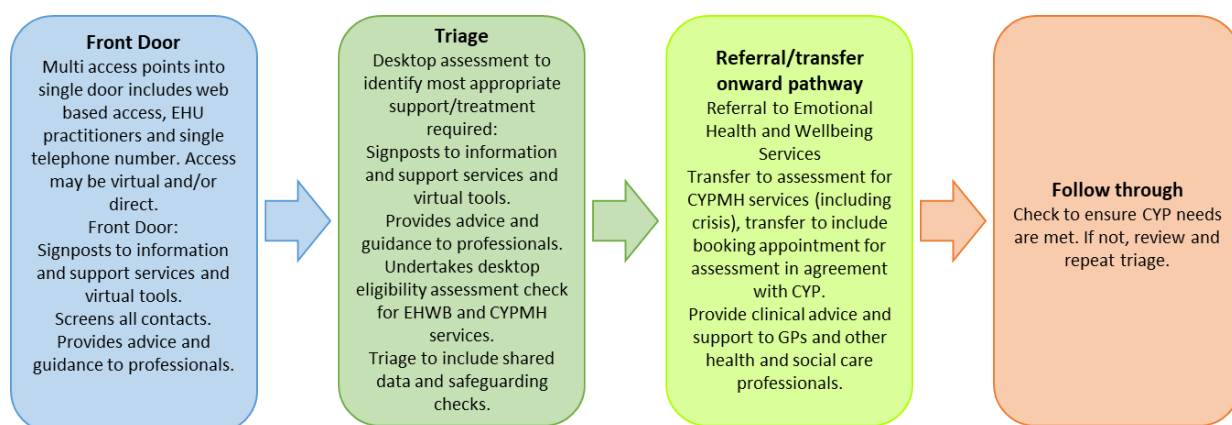 Front Door
Multi access points into
single door includes web
based access, EHU
practitioners and single
telephone number. Access
may be virtual and/or
direct.
Front Door:
Signposts to information
and support services and
virtual tools.
Screens all contacts.
Provides advice and
guidance to professionals.
Triage
Desktop assessment to
identify most appropriate
support/treatment
required:
Signposts to information
and support services and
virtual tools.
Provides advice and
guidance to professionals.
Undertakes desktop
eligibility assessment check
for EHWB and CYPMH
services.
Triage to include shared
data and safeguarding
checks.
Referral/transfer
onward pathway
Referral to Emotional
Health and Wellbeing
Services
Transfer to assessment for
CYPMH services (including
crisis), transfer to include
booking appointment for
assessment in agreement
with CYP.
Provide clinical advice and
support to GPs and other
health and social care
professionals.
Follow through
Check to ensure CYP needs
are met. If not, review and
repeat triage.